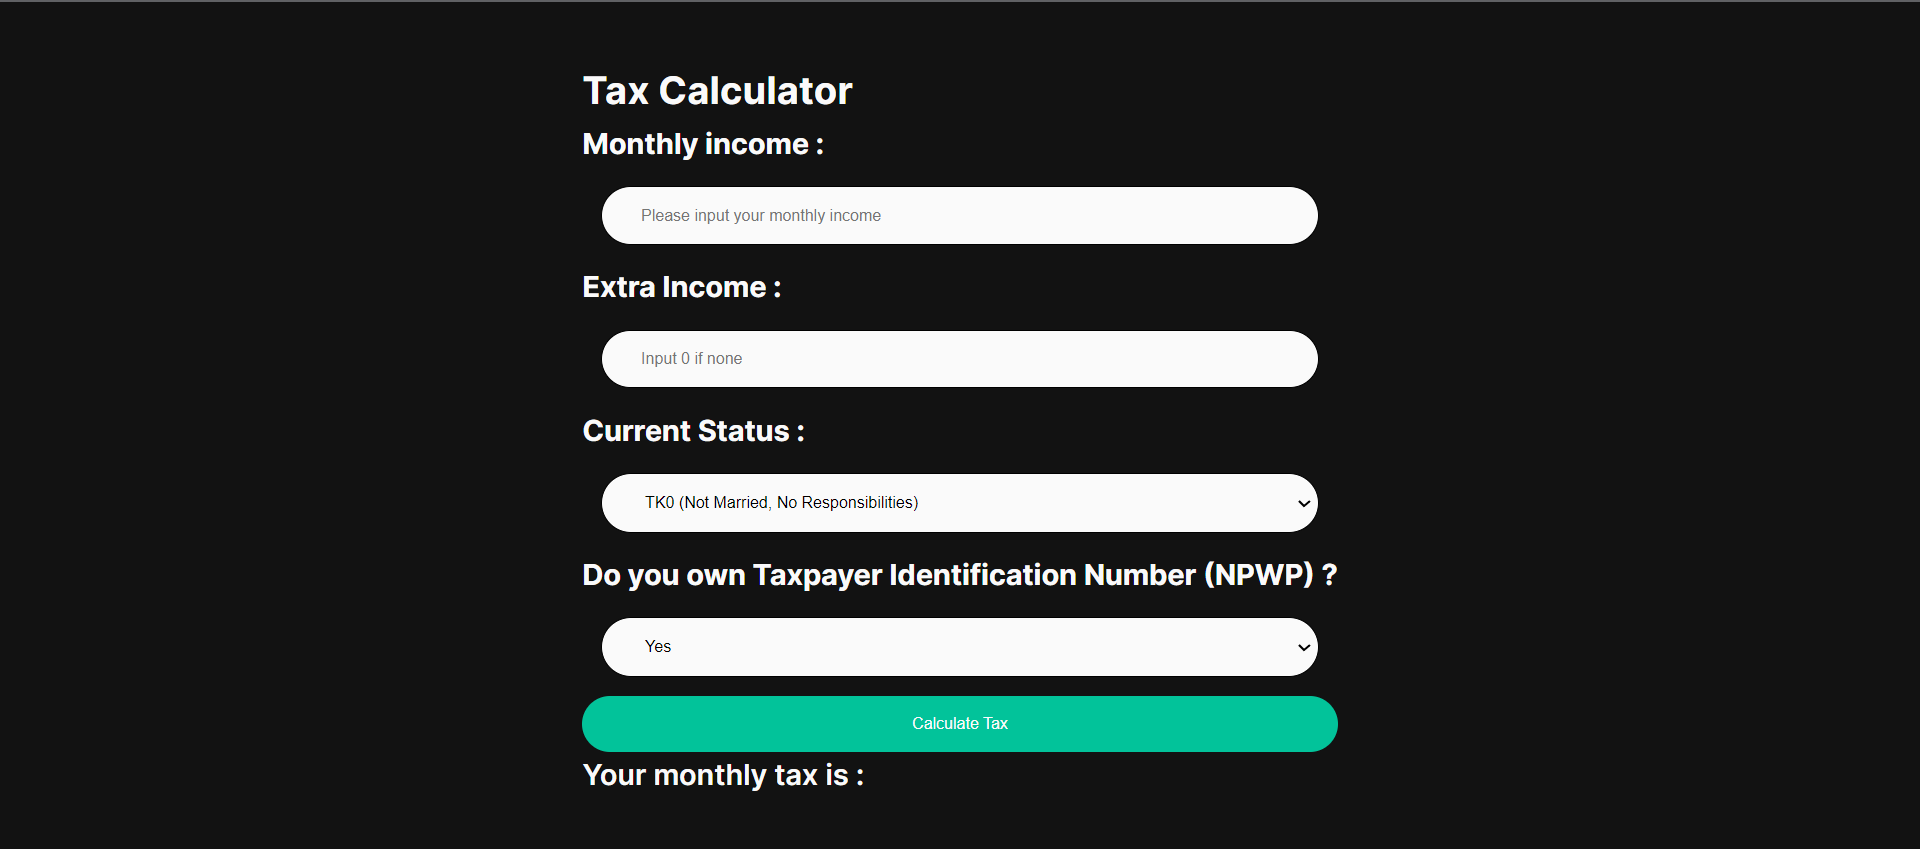 Tax Calculator
Monthly income :
Please input your monthly income
Extra Income :
Input 0 if none
Current Status :
TK0 (Not Married, No Responsibilities)
Do you own Taxpayer Identification Number (NPWP) ?
Yes
Calculate Tax
Your monthly tax is :